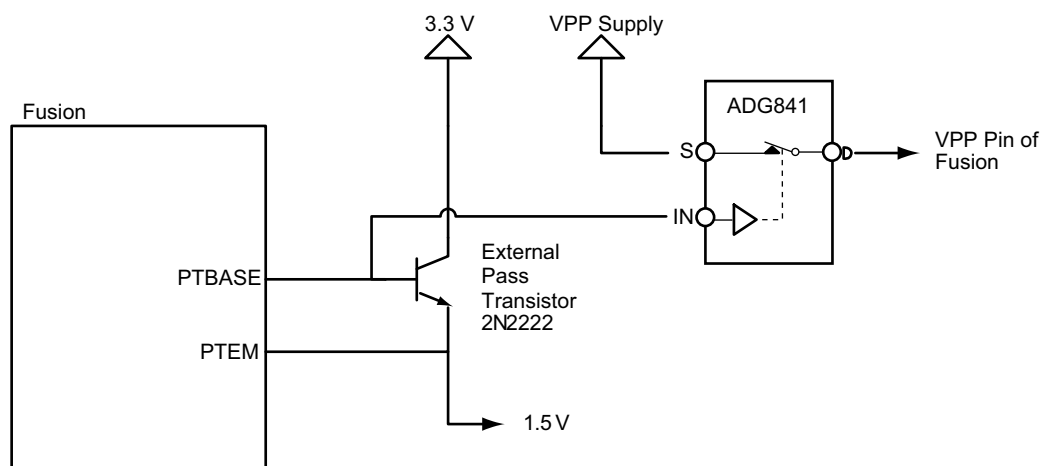 3.3 V
VPP Supply
Fusion
ADG841
S
D
VPP Pin of
Fusion
IN
PTBASE
External
Pass
Transistor
2N2222
PTEM
1.5 V